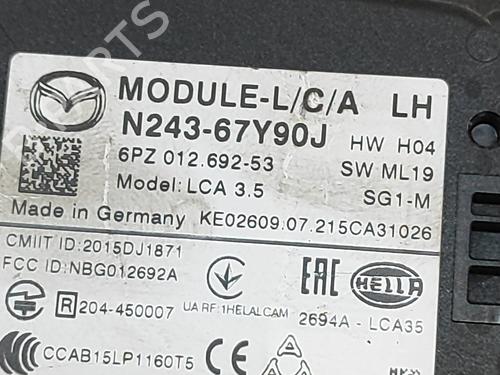 PARTS
MODULE-L/C/A LH
N243-67Y90J HW H04
6PZ 012.692-53 SW ML19
Model: LCA 3.5 SG1-M
Made in Germany KE02609.07.215CA31026
CMIIT ID:2015DJ1871
FCC ID:NBG012692A EAC HELLA
R 204-450007 UA RF:1HELALCAM 2694A - LCA35
CCAB15LP1160T5 CE